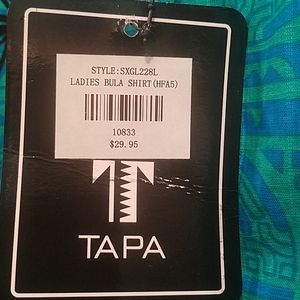 STYLE:SXGL228L
LADIES BULA SHIRT(HFA5)
10833
$29.95
TAPA